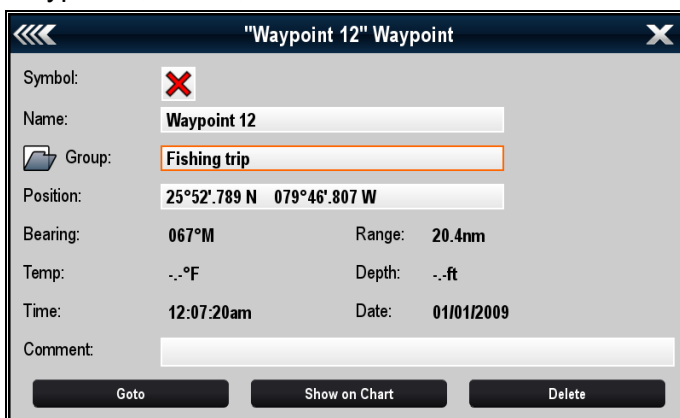 "Waypoint 12" Waypoint
Symbol:
Name: Waypoint 12
Group: Fishing trip
Position: 25°52'.789 N 079°46'.807 W
Bearing: 067°M Range: 20.4nm
Temp: -.-°F Depth: -.-ft
Time: 12:07:20am Date: 01/01/2009
Comment:
Goto Show on Chart Delete